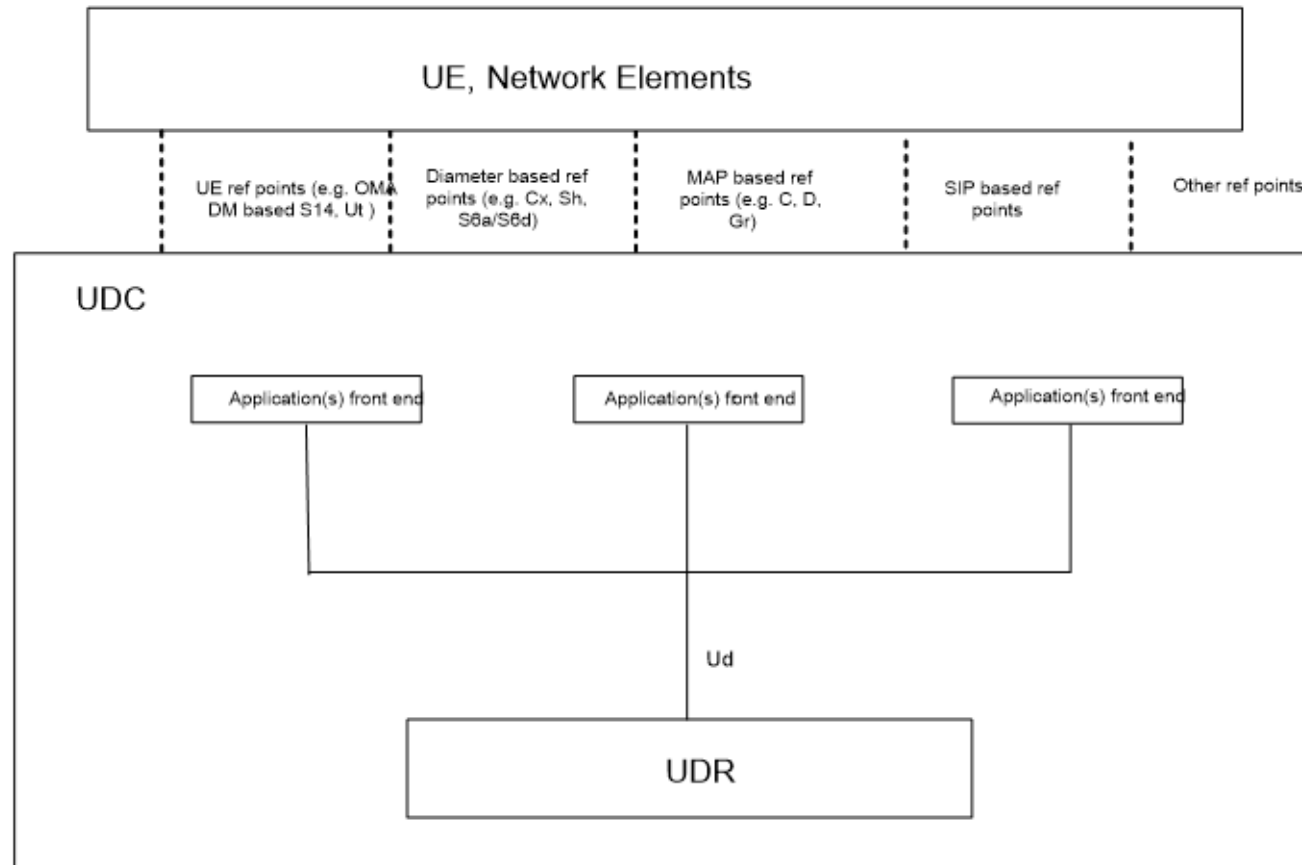 UE, Network Elements
UE ref points (e.g. OMA
DM based S14, Ut )
Diameter based ref
points (e.g. Cx, Sh,
S6a/S6d)
MAP based ref
points (e.g. C, D,
Gr)
SIP based ref
points
Other ref points
UDC
Application(s) front end
Application(s) front end
Application(s) front end
Ud
UDR